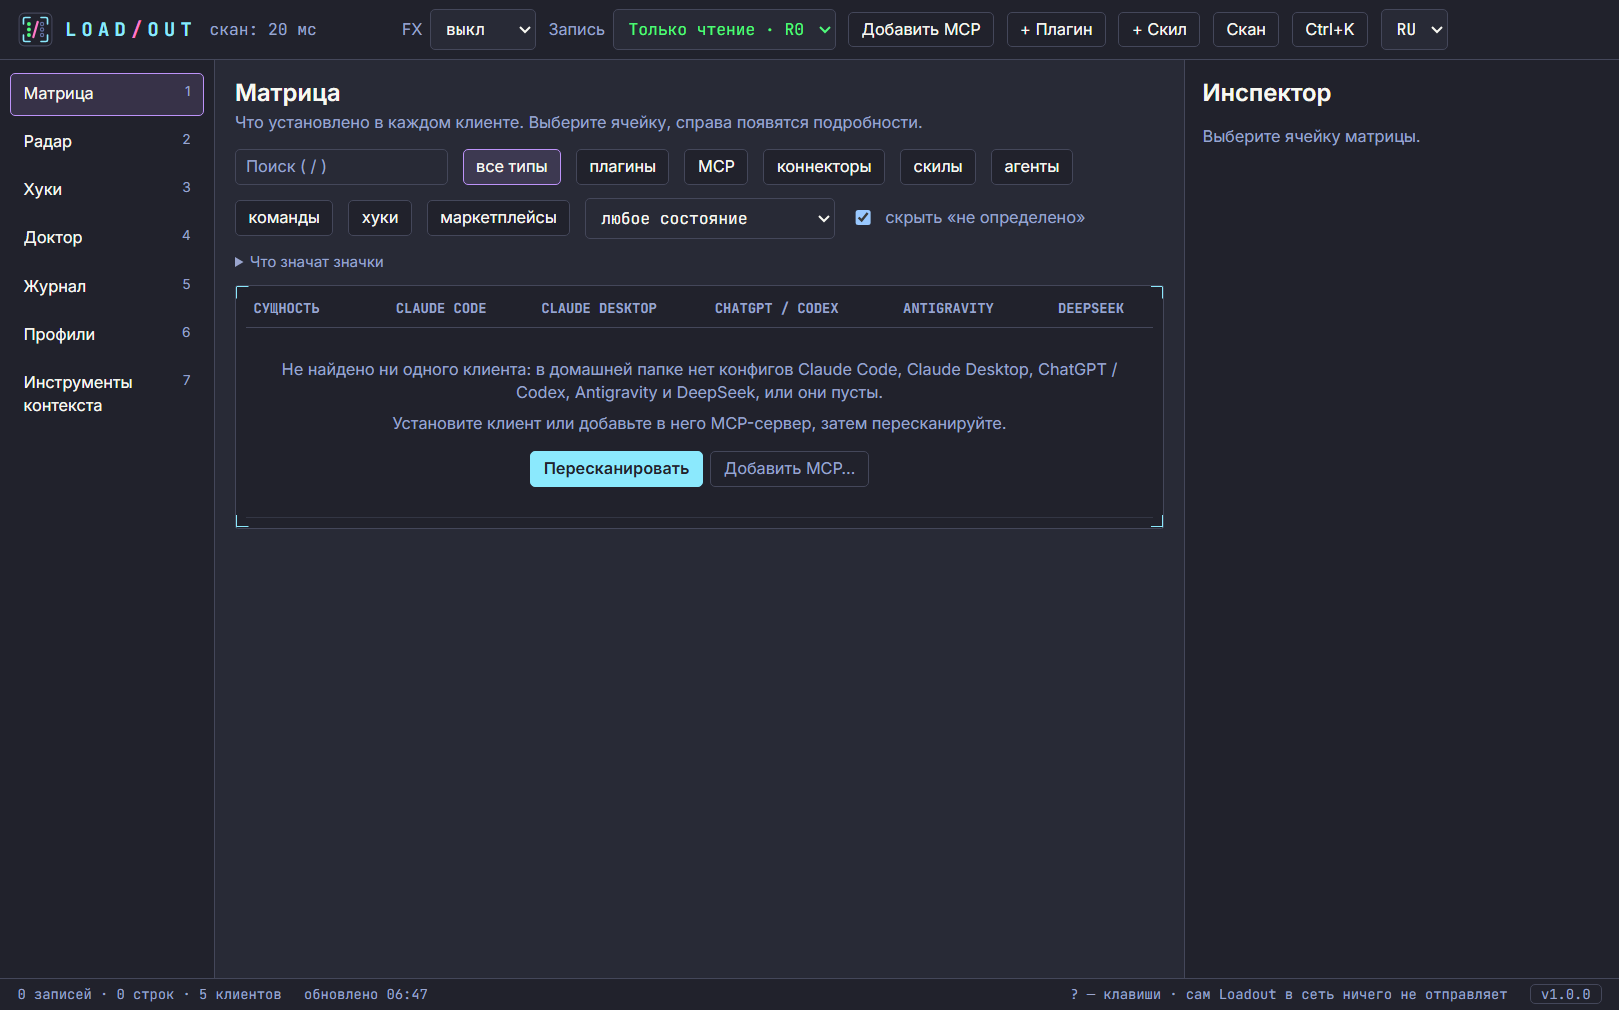 LOAD/OUT скан: 20 мс FX выкл Запись Только чтение · R0 Добавить MCP + Плагин + Скил Скан Ctrl+K RU
Матрица 1
Радар 2
Хуки 3
Доктор 4
Журнал 5
Профили 6
Инструменты контекста 7
Матрица
Что установлено в каждом клиенте. Выберите ячейку, справа появятся подробности.
Поиск ( / ) все типы плагины MCP коннекторы скилы агенты
команды хуки маркетплейсы любое состояние скрыть «не определено»
Что значат значки
СУЩНОСТЬ CLAUDE CODE CLAUDE DESKTOP CHATGPT / CODEX ANTIGRAVITY DEEPSEEK
Не найдено ни одного клиента: в домашней папке нет конфигов Claude Code, Claude Desktop, ChatGPT /
Codex, Antigravity и DeepSeek, или они пусты.
Установите клиент или добавьте в него MCP-сервер, затем пересканируйте.
Пересканировать Добавить MCP...
Инспектор
Выберите ячейку матрицы.
0 записей · 0 строк · 5 клиентов обновлено 06:47
? — клавиши · сам Loadout в сеть ничего не отправляет v1.0.0